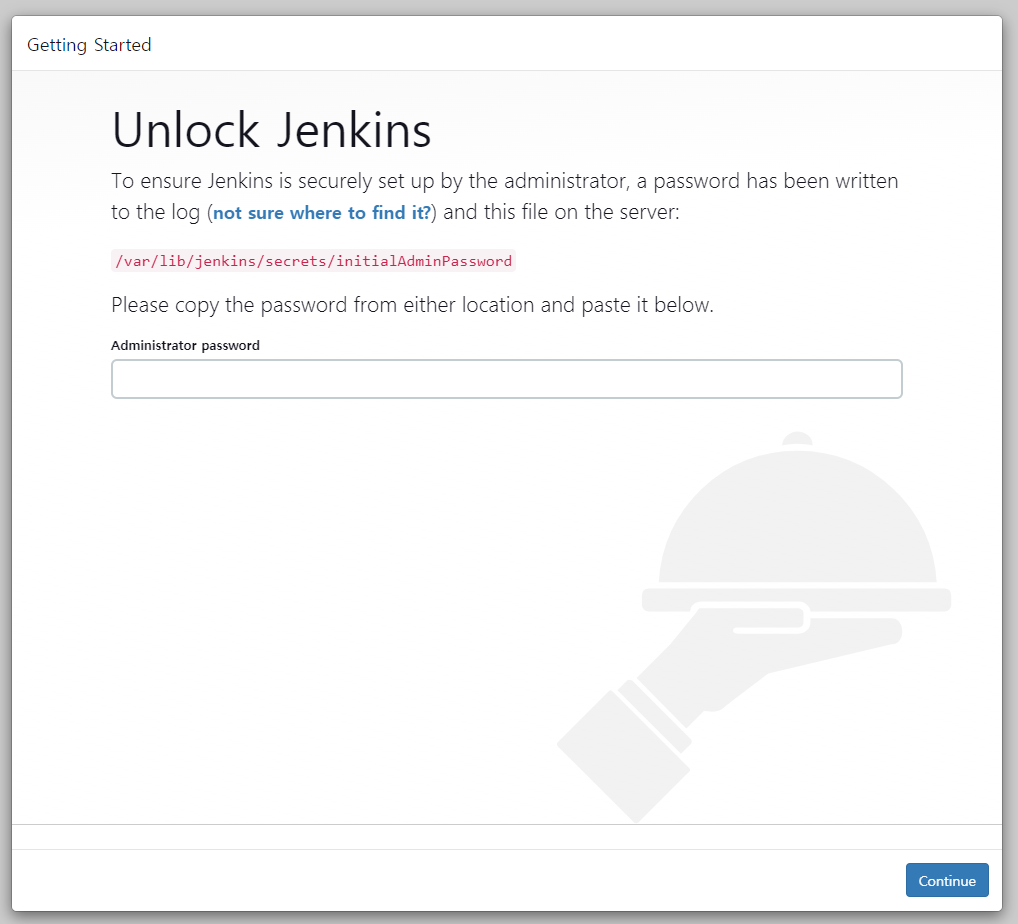 Getting Started
Unlock Jenkins
To ensure Jenkins is securely set up by the administrator, a password has been written
to the log (not sure where to find it?) and this file on the server:
/var/lib/jenkins/secrets/initialAdminPassword
Please copy the password from either location and paste it below.
Administrator password
Continue